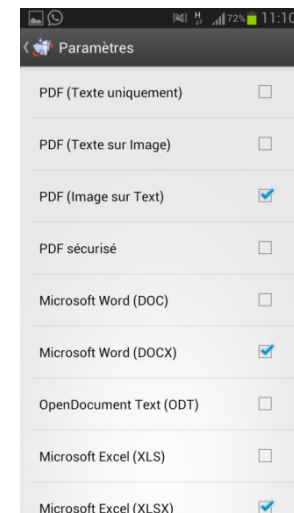 72% 11:10
Paramètres
PDF (Texte uniquement)
PDF (Texte sur Image)
PDF (Image sur Text)
PDF sécurisé
Microsoft Word (DOC)
Microsoft Word (DOCX)
OpenDocument Text (ODT)
Microsoft Excel (XLS)
Microsoft Excel (XLSX)